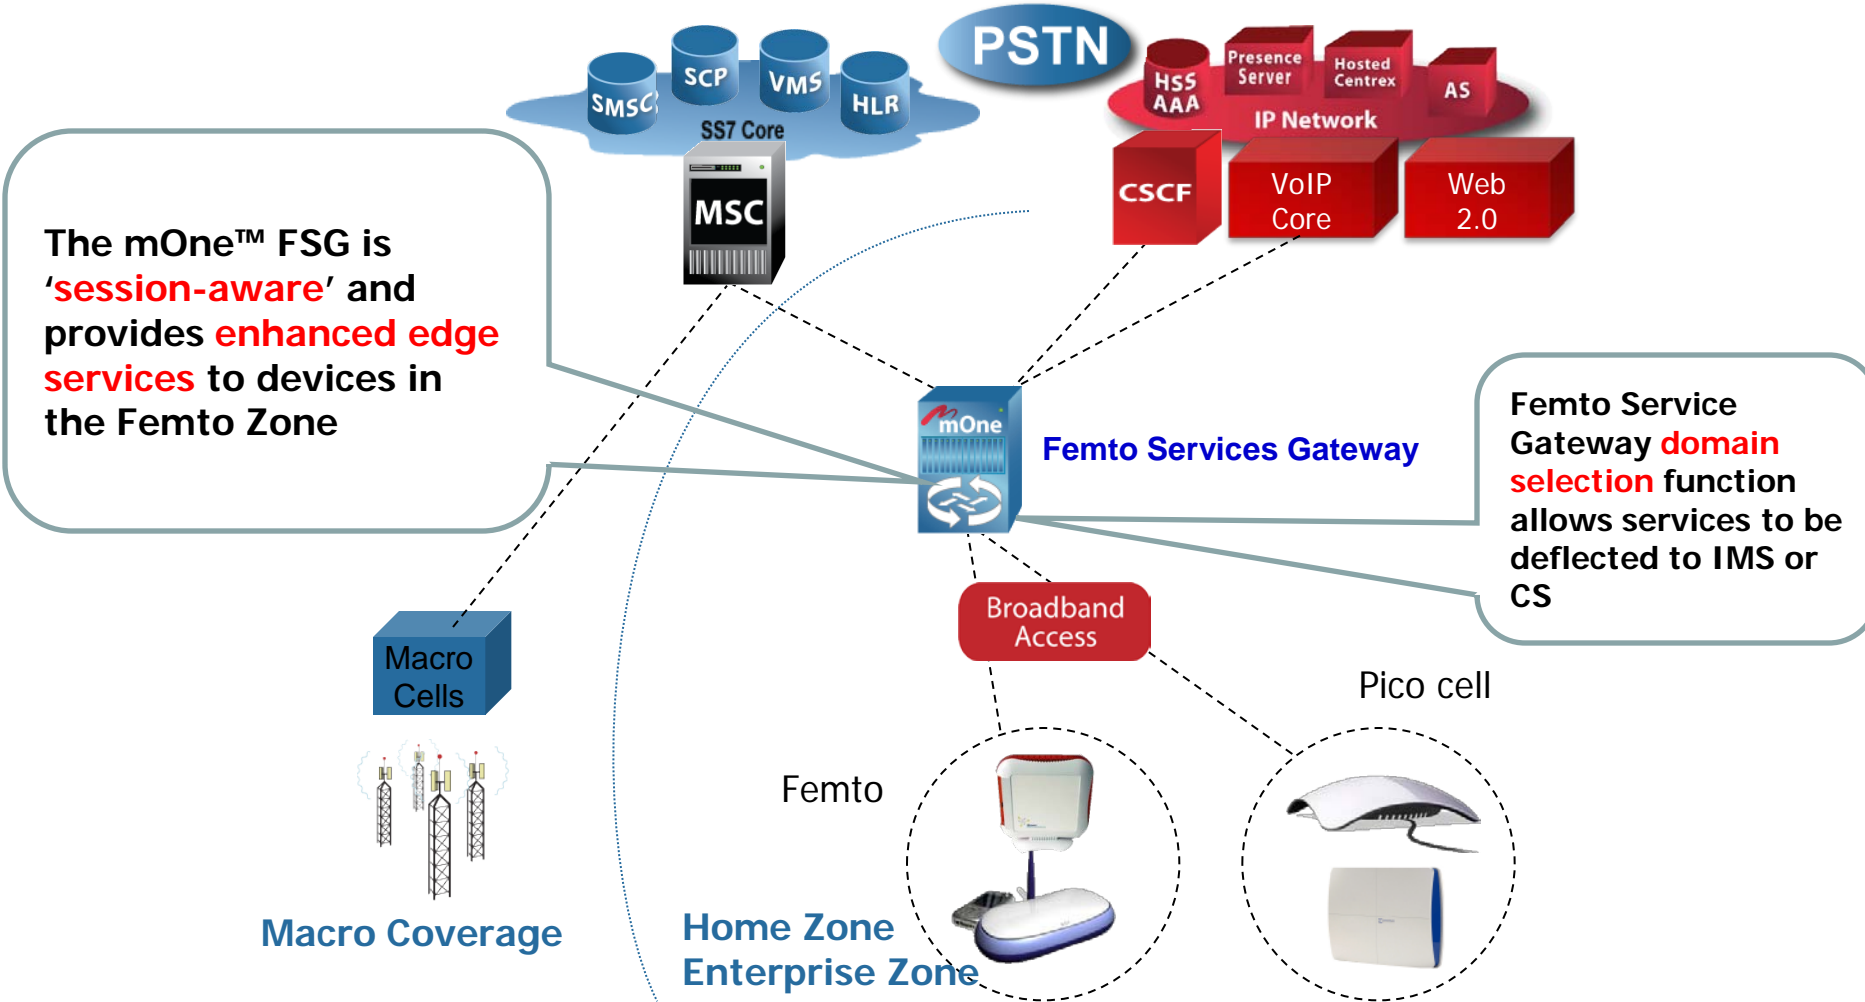 PSTN
SCP
VMS
SMSC
HLR
SS7 Core
MSC
HSS
AAA
Presence
Server
Hosted
Centrex
AS
IP Network
CSCF
VoIP
Core
Web
2.0
The mOne™ FSG is
‘session-aware’ and
provides enhanced edge
services to devices in
the Femto Zone
mOne
Femto Services Gateway
Femto Service
Gateway domain
selection function
allows services to be
deflected to IMS or
CS
Broadband
Access
Macro
Cells
Pico cell
Femto
Macro Coverage
Home Zone
Enterprise Zone